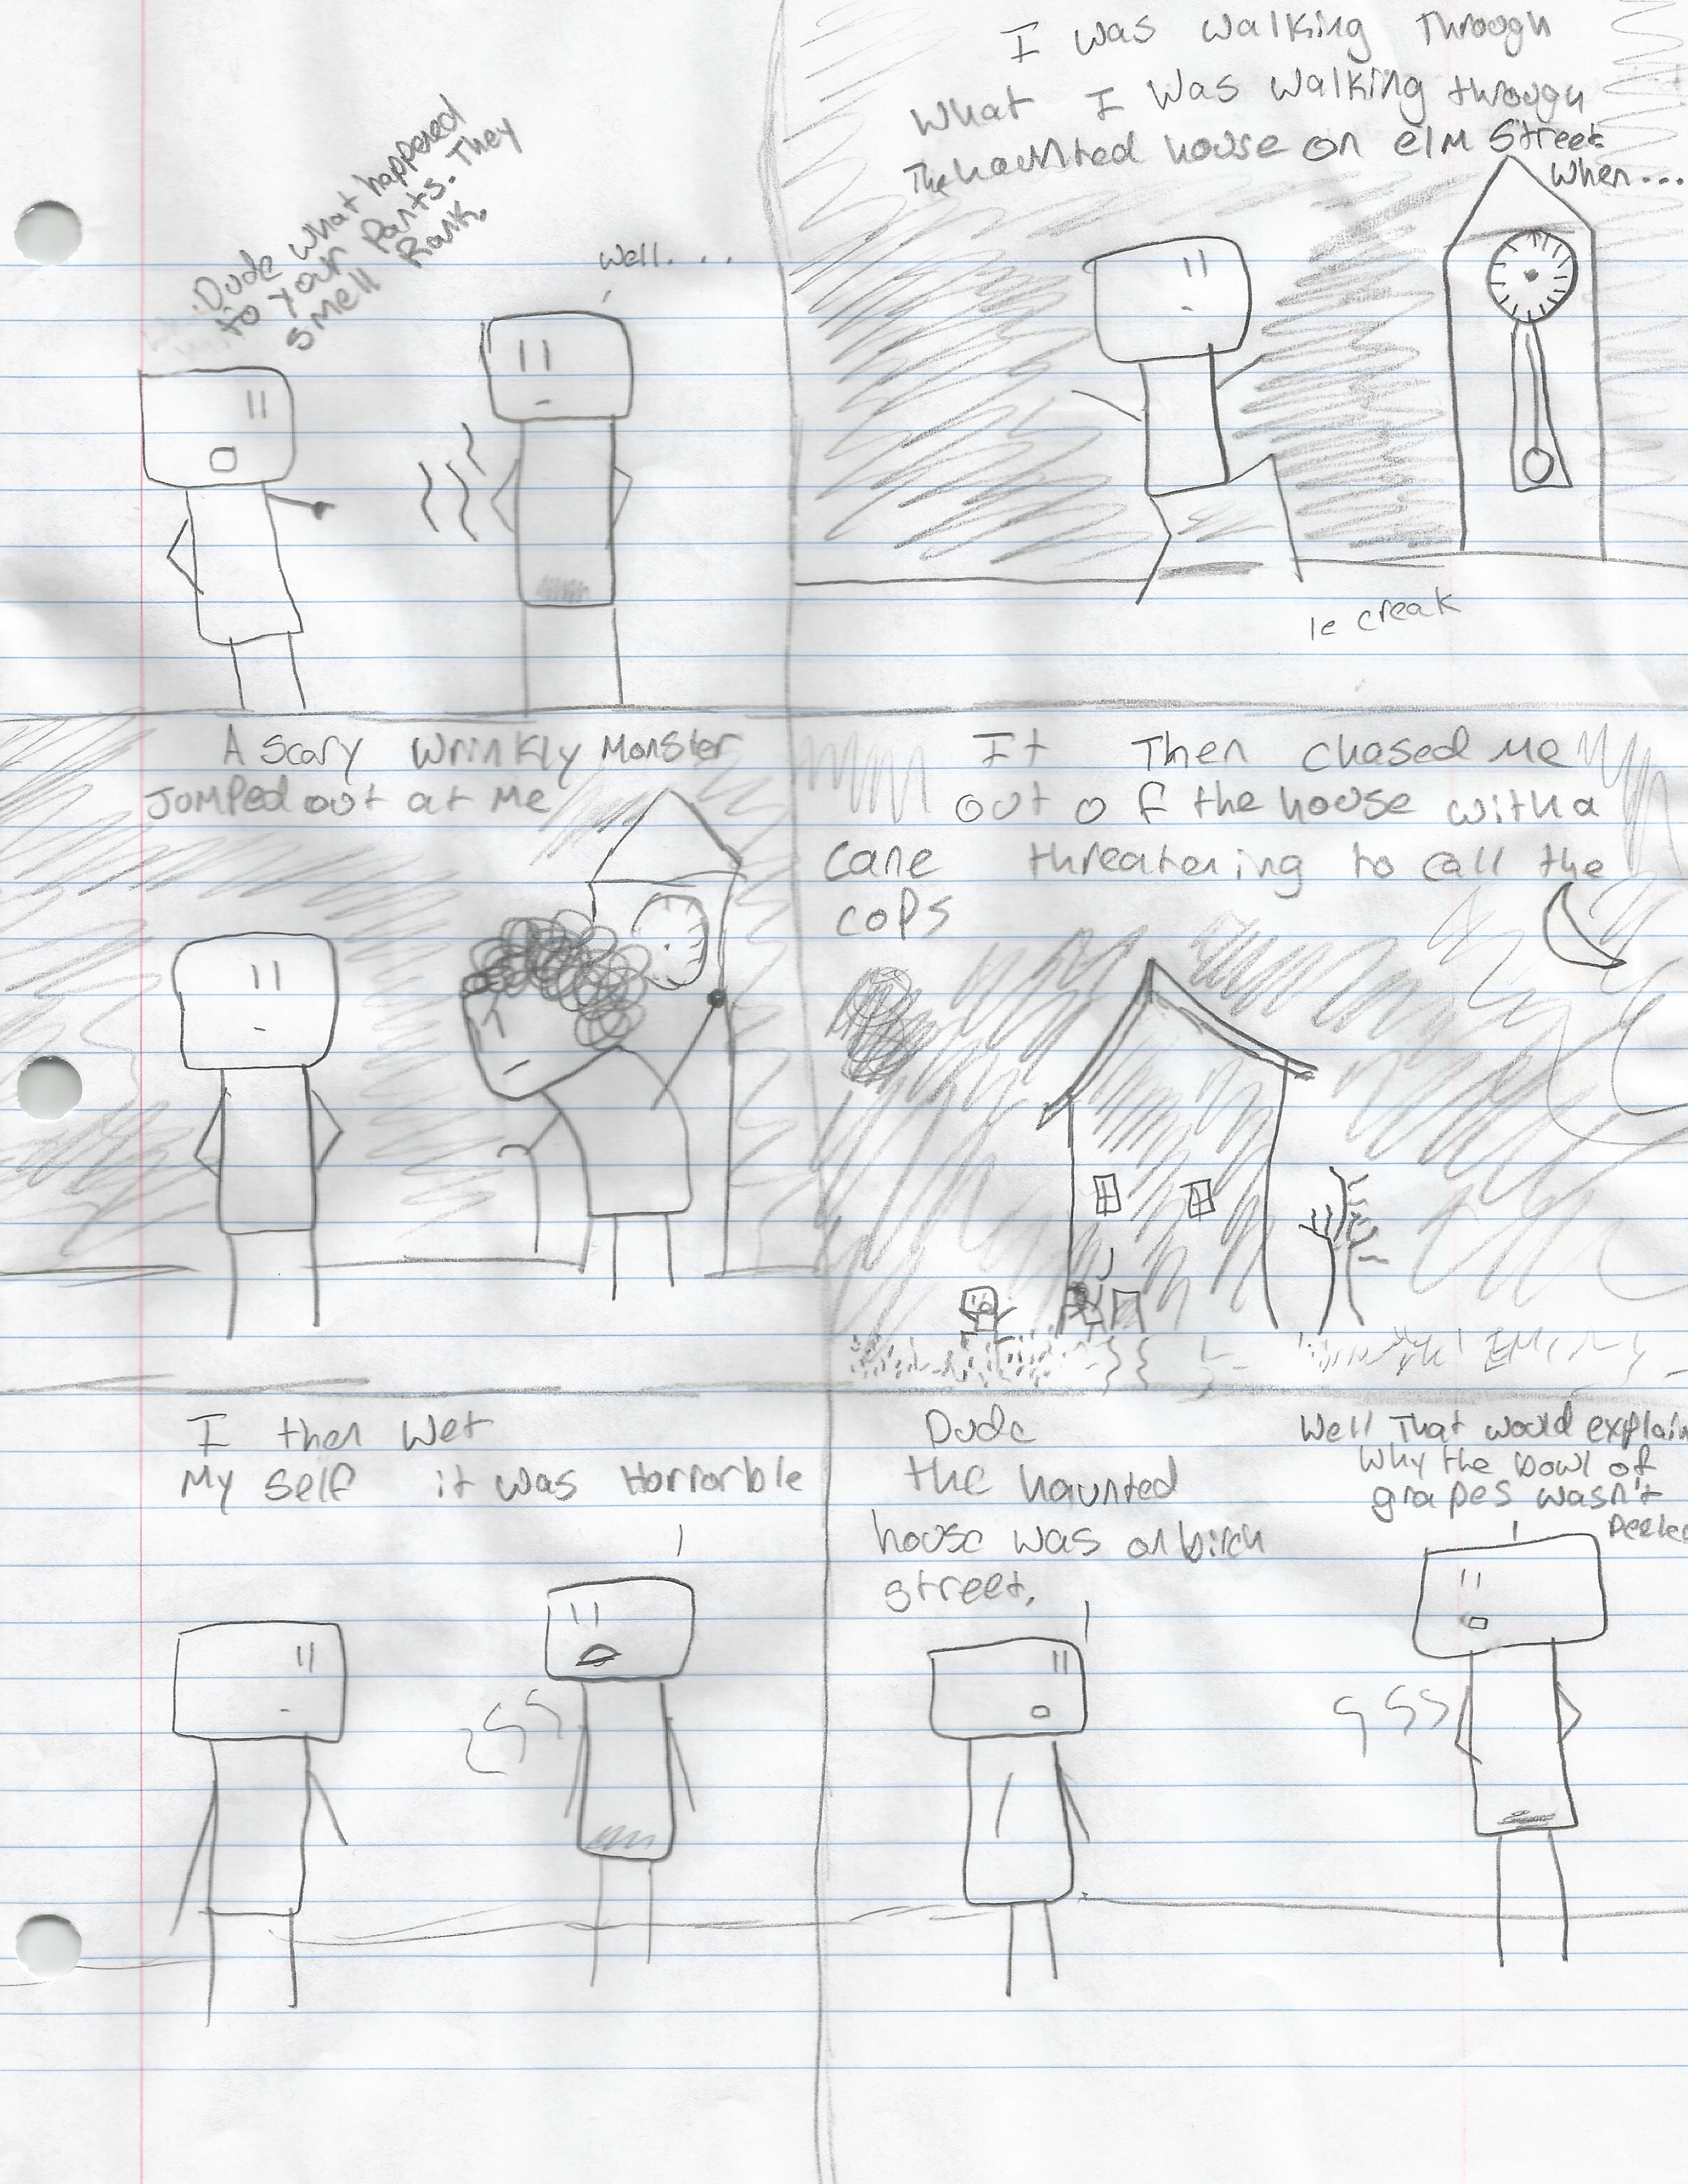 Dude what happened
to your Pants. They
smell Rank.
Well....
I was walking Through
What I was walking through
The haunted house on elm Street
When...
le creak
A scary wrinkly Monster
Jumped out at Me
It Then chased Me
out of the house with a
cane threatening to call the
cops
I then wet
My self it was Horrorble
Dude
the haunted
house was on birch
street.
Well That would explain
Why the bowl of
grapes wasn't